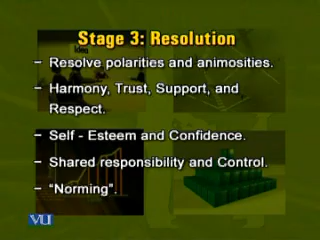 Stage 3: Resolution
– Resolve polarities and animosities.
– Harmony, Trust, Support, and
Respect.
– Self - Esteem and Confidence.
– Shared responsibility and Control.
– “Norming”.
VU